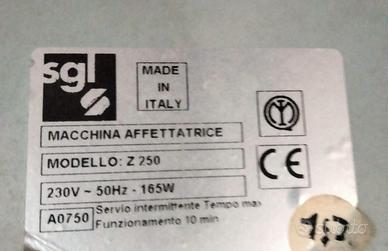 sgl
MADE
IN
ITALY
MACCHINA AFFETTATRICE
MODELLO: Z 250
CE
230V ~ 50Hz - 165W
A0750
Servio intermittente Tempo max
Funzionamento 10 min